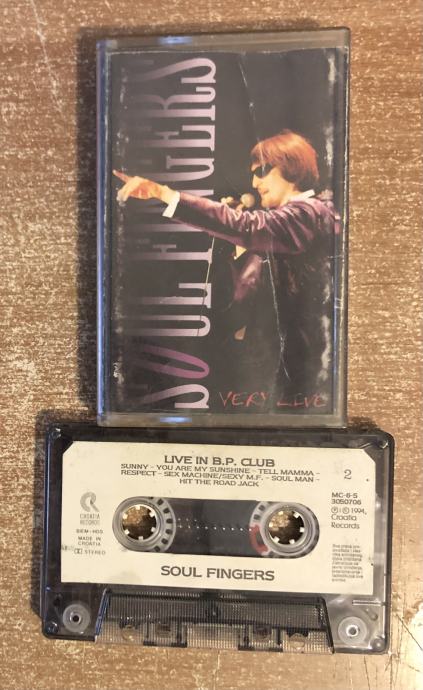 SOUL FINGERS
VERY LIVE
LIVE IN B.P. CLUB
SUNNY - YOU ARE MY SUNSHINE - TELL MAMMA -
RESPECT - SEX MACHINE/SEXY M.F. - SOUL MAN -
HIT THE ROAD JACK
2
CROATIA
RECORDS
BIEM-HDS
MADE IN
CROATIA
STEREO
MC-6-S
3050706
Ⓟ&© 1994,
Croatia
Records
SOUL FINGERS